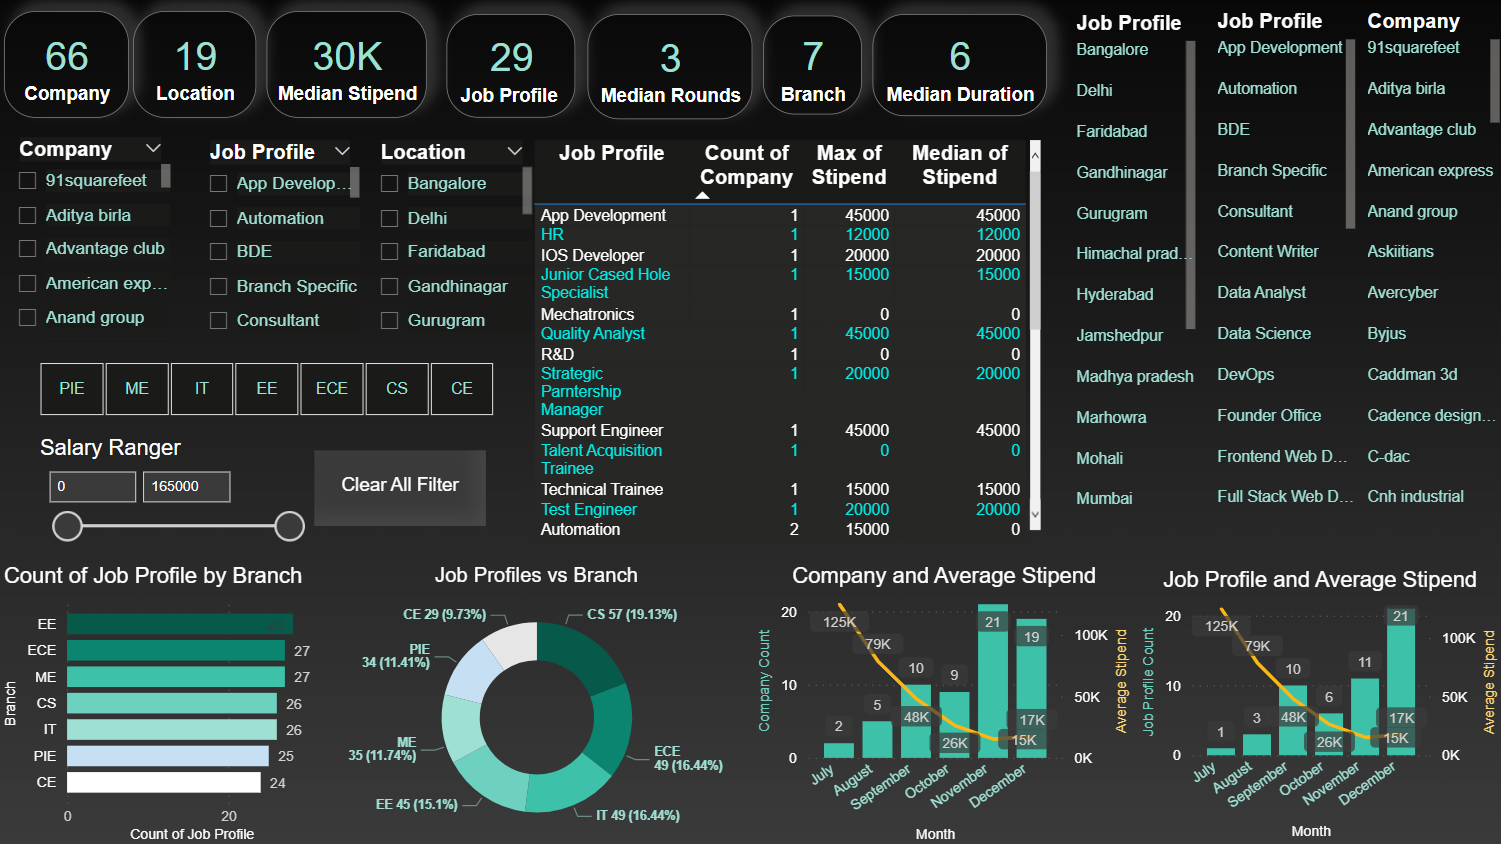 66
Company
19
Location
30K
Median Stipend
29
Job Profile
3
Median Rounds
7
Branch
6
Median Duration
Job Profile
Bangalore
Delhi
Faridabad
Gandhinagar
Gurugram
Himachal prad...
Hyderabad
Jamshedpur
Madhya pradesh
Marhowra
Mohali
Mumbai
Job Profile
App Development
Automation
BDE
Branch Specific
Consultant
Content Writer
Data Analyst
Data Science
DevOps
Founder Office
Frontend Web D...
Full Stack Web D...
Company
91squarefeet
Aditya birla
Advantage club
American express
Anand group
Askiitians
Avercyber
Byjus
Caddman 3d
Cadence design...
C-dac
Cnh industrial
Company
91squarefeet
Aditya birla
Advantage club
American exp...
Anand group
Job Profile
App Develop...
Automation
BDE
Branch Specific
Consultant
Location
Bangalore
Delhi
Faridabad
Gandhinagar
Gurugram
PIE ME IT EE ECE CS CE
Salary Ranger
0 165000
Clear All Filter
Job Profile Count of Company Max of Stipend Median of Stipend
App Development 1 45000 45000
HR 1 12000 12000
IOS Developer 1 20000 20000
Junior Cased Hole 1 15000 15000
Specialist
Mechatronics 1 0 0
Quality Analyst 1 45000 45000
R&D 1 0 0
Strategic 1 20000 20000
Parntership
Manager
Support Engineer 1 45000 45000
Talent Acquisition 1 0 0
Trainee
Technical Trainee 1 15000 15000
Test Engineer 1 20000 20000
Automation 2 15000 0
Count of Job Profile by Branch
Branch
EE
ECE 27
ME 27
CS 26
IT 26
PIE 25
CE 24
0 20
Count of Job Profile
Job Profiles vs Branch
CE 29 (9.73%)
CS 57 (19.13%)
PIE
34 (11.41%)
ME
35 (11.74%)
ECE
49 (16.44%)
EE 45 (15.1%)
IT 49 (16.44%)
Company and Average Stipend
Company Count
20
10
0
125K
79K
48K
26K
15K
17K
2
5
10
9
21
19
100K
50K
0K
Average Stipend
July
August
September
October
November
December
Month
Job Profile and Average Stipend
Job Profile Count
20
10
0
125K
79K
48K
26K
15K
17K
1
3
10
6
11
21
100K
50K
0K
Average Stipend
July
August
September
October
November
December
Month